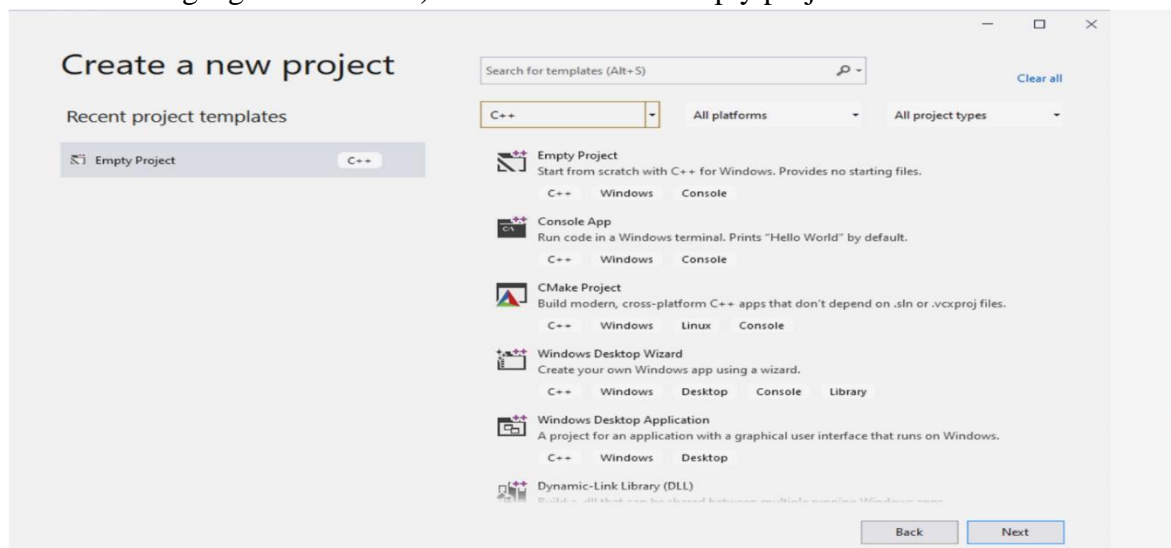 Create a new project
Search for templates (Alt+S)
Clear all
Recent project templates
C++
All platforms
All project types
Empty Project
C++
Empty Project
Start from scratch with C++ for Windows. Provides no starting files.
C++ Windows Console
Console App
Run code in a Windows terminal. Prints "Hello World" by default.
C++ Windows Console
CMake Project
Build modern, cross-platform C++ apps that don't depend on .sln or .vcxproj files.
C++ Windows Linux Console
Windows Desktop Wizard
Create your own Windows app using a wizard.
C++ Windows Desktop Console Library
Windows Desktop Application
A project for an application with a graphical user interface that runs on Windows.
C++ Windows Desktop
Dynamic-Link Library (DLL)
Back Next